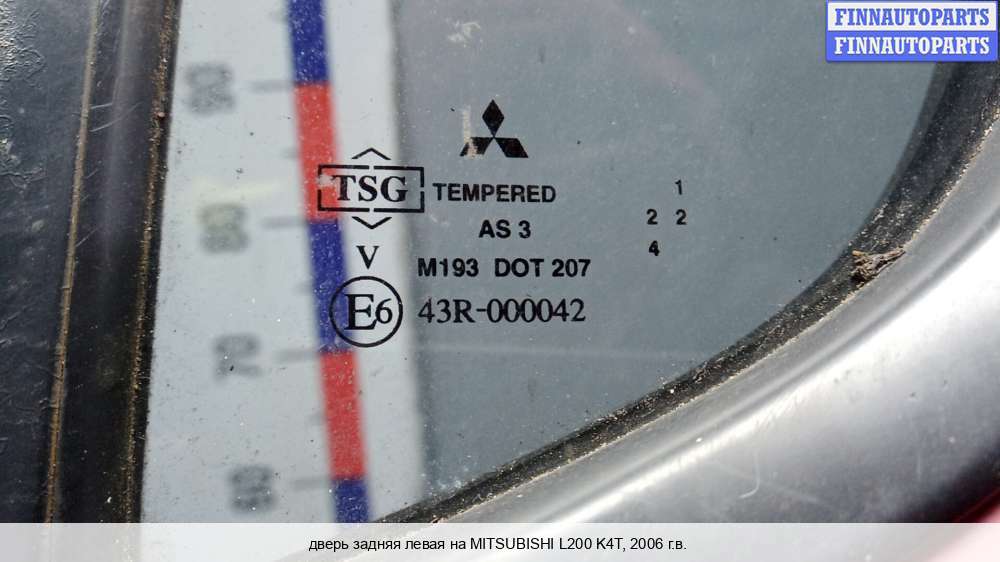 FINNAUTOPARTS
FINNAUTOPARTS
TSG TEMPERED
AS 3
1
2 2
4
V
M193 DOT 207
E6 43R-000042
дверь задняя левая на MITSUBISHI L200 K4T, 2006 г.в.